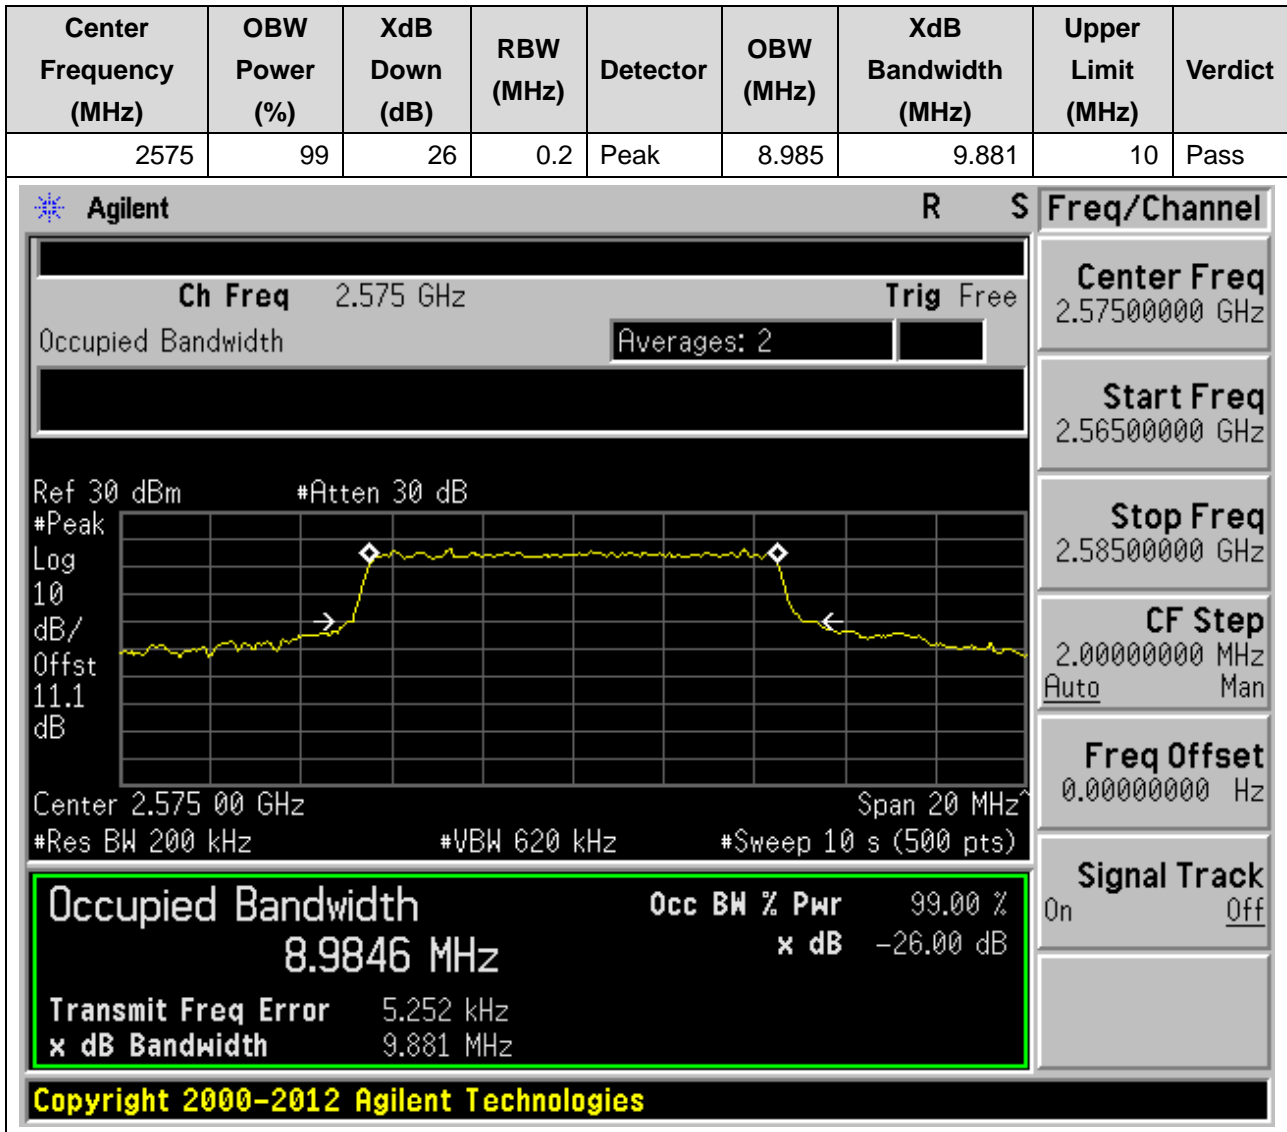 Center Frequency (MHz) OBW Power (%) XdB Down (dB) RBW (MHz) Detector OBW (MHz) XdB Bandwidth (MHz) Upper Limit (MHz) Verdict
2575 99 26 0.2 Peak 8.985 9.881 10 Pass
Agilent R S Freq/Channel
Ch Freq 2.575 GHz Trig Free
Occupied Bandwidth Averages: 2
Center Freq
2.57500000 GHz
Start Freq
2.56500000 GHz
Stop Freq
2.58500000 GHz
CF Step
2.00000000 MHz
Auto Man
Freq Offset
0.00000000 Hz
Signal Track
On Off
Ref 30 dBm #Atten 30 dB
#Peak
Log
10
dB/
Offst
11.1
dB
Center 2.575 00 GHz Span 20 MHz^
#Res BW 200 kHz #VBW 620 kHz #Sweep 10 s (500 pts)
Occupied Bandwidth Occ BW % Pwr 99.00 %
8.9846 MHz x dB -26.00 dB
Transmit Freq Error 5.252 kHz
x dB Bandwidth 9.881 MHz
Copyright 2000-2012 Agilent Technologies